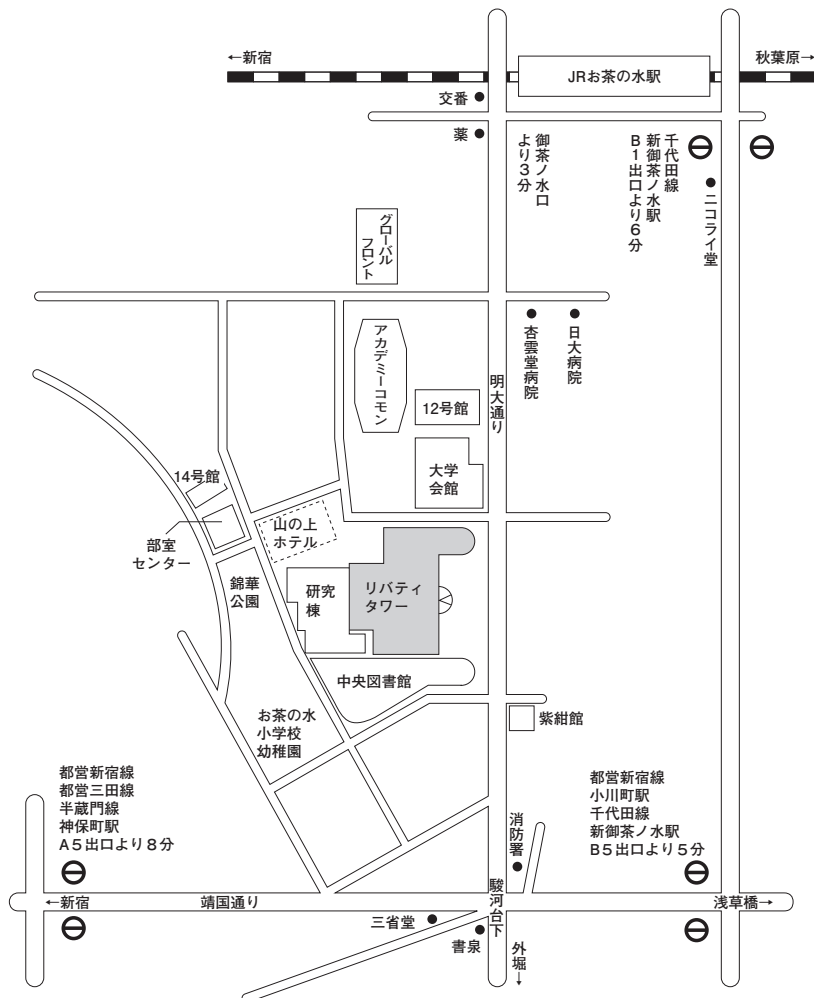 ←新宿
秋葉原→
JRお茶の水駅
交番
薬
御茶ノ水口
より3分
千代田線
新御茶ノ水駅
B1出口より6分
ニコライ堂
グローバル
フロント
アカデミーコモン
明大通り
杏雲堂病院
日大病院
12号館
大学
会館
14号館
部室
センター
山の上
ホテル
錦華
公園
研究
棟
リバティ
タワー
中央図書館
紫紺館
お茶の水
小学校
幼稚園
都営新宿線
都営三田線
半蔵門線
神保町駅
A5出口より8分
都営新宿線
小川町駅
千代田線
新御茶ノ水駅
B5出口より5分
消防署
←新宿
靖国通り
駿河台下
浅草橋→
三省堂
書泉
外堀→